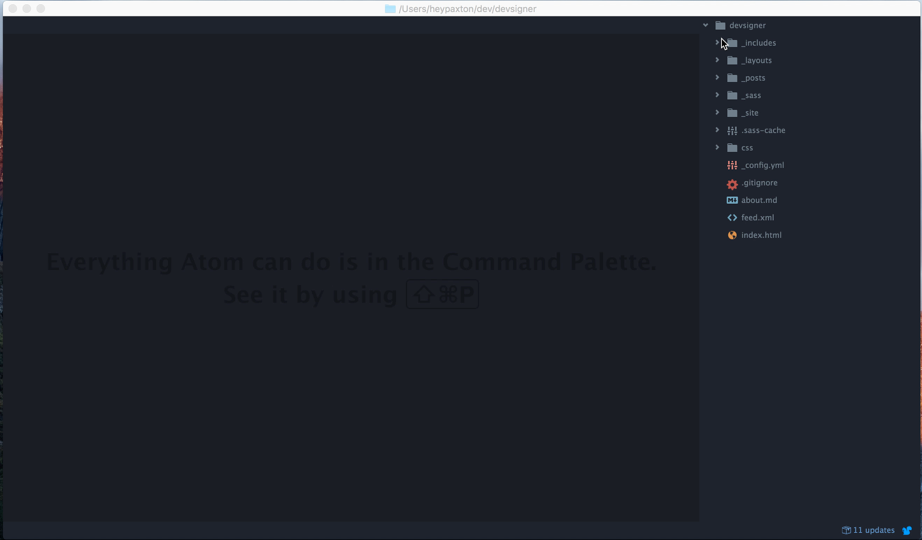 /Users/heypaxton/dev/devsigner
devsigner
_includes
_layouts
_posts
_sass
_site
.sass-cache
css
_config.yml
.gitignore
about.md
feed.xml
index.html
Everything Atom can do is in the Command Palette.
See it by using ⇧⌘P
11 updates